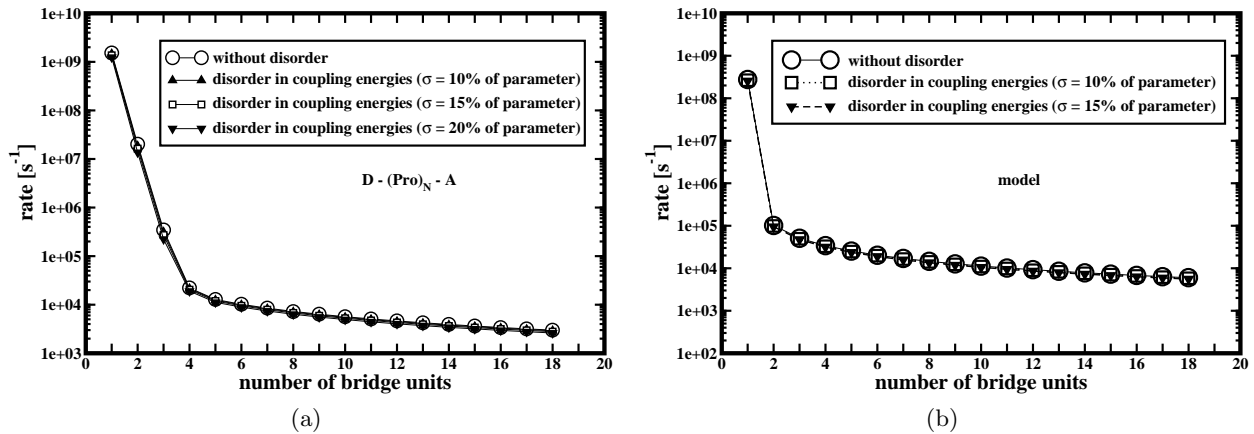 1e+10
1e+09
1e+08
1e+07
1e+06
1e+05
1e+04
1e+03
rate [s-1]
without disorder
disorder in coupling energies (σ = 10% of parameter)
disorder in coupling energies (σ = 15% of parameter)
disorder in coupling energies (σ = 20% of parameter)
D - (Pro)N - A
0 2 4 6 8 10 12 14 16 18 20
number of bridge units
(a)
1e+10
1e+09
1e+08
1e+07
1e+06
1e+05
1e+04
1e+03
1e+02
rate [s-1]
without disorder
disorder in coupling energies (σ = 10% of parameter)
disorder in coupling energies (σ = 15% of parameter)
model
0 2 4 6 8 10 12 14 16 18 20
number of bridge units
(b)